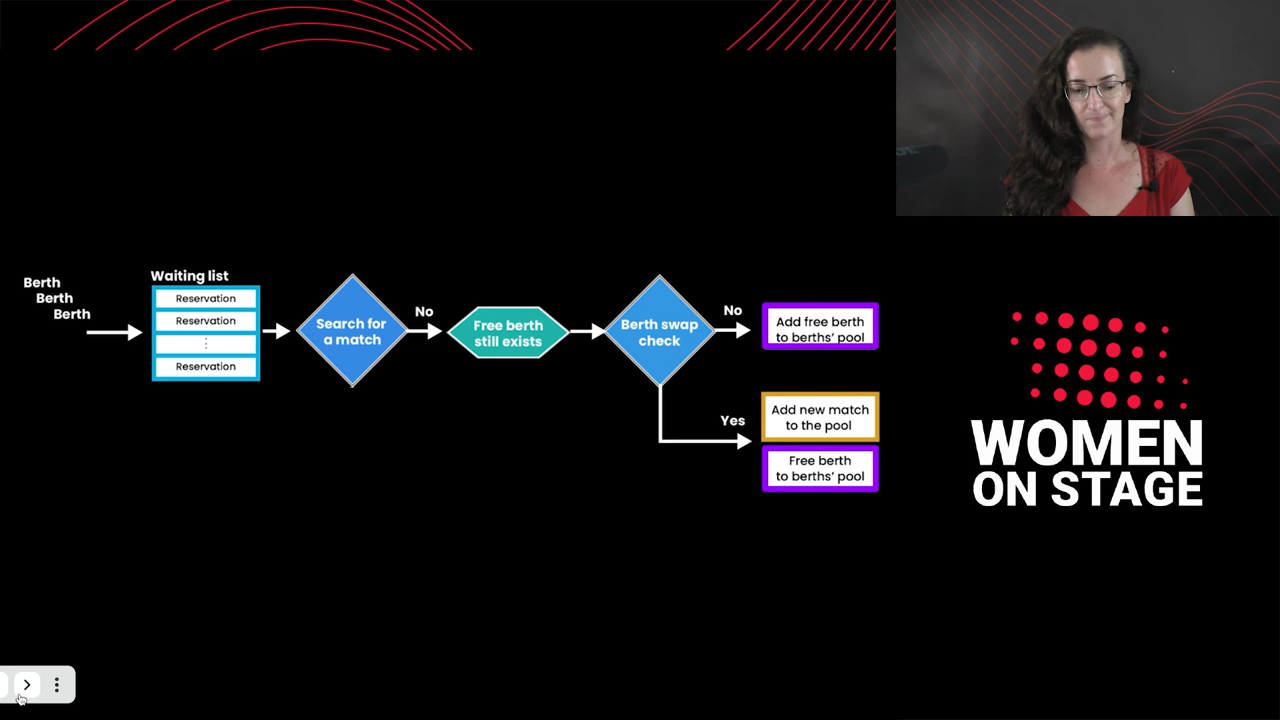 Berth
Berth
Berth
Waiting list
Reservation
Reservation
⋮
Reservation
Search for
a match
No
Free berth
still exists
Berth swap
check
No
Add free berth
to berths' pool
Yes
Add new match
to the pool
Free berth
to berths' pool
WOMEN
ON STAGE